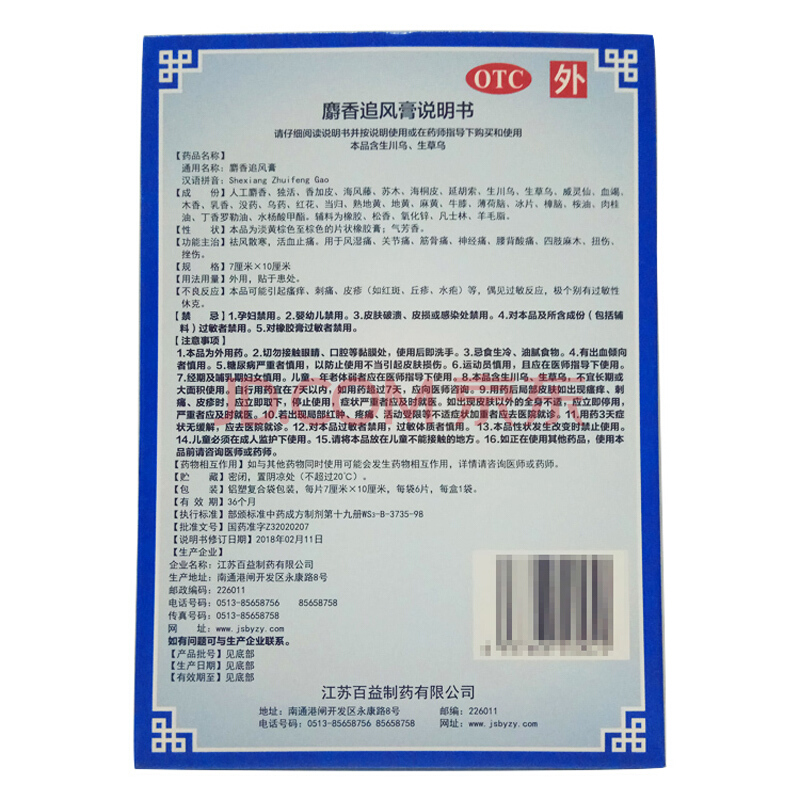 OTC 外
麝香追风膏说明书
请仔细阅读说明书并按说明使用或在药师指导下购买和使用
本品含生川乌、生草乌
【药品名称】
通用名称：麝香追风膏
汉语拼音：Shexiang Zhuifeng Gao
【成　份】人工麝香、独活、香加皮、海风藤、苏木、海桐皮、延胡索、生川乌、生草乌、威灵仙、血竭、
木香、乳香、没药、乌药、红花、当归、熟地黄、地黄、麻黄、牛膝、薄荷脑、冰片、樟脑、桉油、肉桂
油、丁香罗勒油、水杨酸甲酯。辅料为橡胶、松香、氧化锌、凡士林、羊毛脂。
【性　状】本品为淡黄棕色至棕色的片状橡胶膏；气芳香。
【功能主治】祛风散寒，活血止痛。用于风湿痛、关节痛、筋骨痛、神经痛、腰背酸痛、四肢麻木、扭伤、
挫伤。
【规　格】7厘米×10厘米
【用法用量】外用，贴于患处。
【不良反应】本品可能引起瘙痒、刺痛、皮疹（如红斑、丘疹、水疱）等，偶见过敏反应，极个别有过敏性
休克。
【禁　忌】1.孕妇禁用。2.婴幼儿禁用。3.皮肤破溃、皮损或感染处禁用。4.对本品及所含成份（包括辅
料）过敏者禁用。5.对橡胶膏过敏者禁用。
【注意事项】
1.本品为外用药。2.切勿接触眼睛、口腔等黏膜处，使用后即洗手。3.忌食生冷、油腻食物。4.有出血倾向
者慎用。5.糖尿病严重者慎用，以防止使用不当引起皮肤损伤。6.运动员慎用，且应在医师指导下使用。
7.经期及哺乳期妇女慎用。儿童、年老体弱者应在医师指导下使用。8.本品含生川乌、生草乌，不宜长期或
大面积使用，自行用药宜在7天以内，如用药超过7天，应向医师咨询。9.用药后局部皮肤如出现瘙痒、刺
痛、皮疹时，应立即取下，停止使用，症状严重者应及时就医。如出现皮肤以外的全身不适，应立即停用，
严重者应及时就医。10.若出现局部红肿、疼痛、活动受限等不适症状加重者应去医院就诊。11.用药3天症
状无缓解，应去医院就诊。12.对本品过敏者禁用，过敏体质者慎用。13.本品性状发生改变时禁止使用。
14.儿童必须在成人监护下使用。15.请将本品放在儿童不能接触的地方。16.如正在使用其他药品，使用本
品前请咨询医师或药师。
【药物相互作用】如与其他药物同时使用可能会发生药物相互作用，详情请咨询医师或药师。
【贮　藏】密闭，置阴凉处（不超过20℃）。
【包　装】铝塑复合袋包装，每片7厘米×10厘米，每袋6片，每盒1袋。
【有 效 期】36个月
【执行标准】部颁标准中药成方制剂第十九册WS3-B-3735-98
【批准文号】国药准字Z32020207
【说明书修订日期】2018年02月11日
【生产企业】
企业名称：江苏百益制药有限公司
生产地址：南通港闸开发区永康路8号
邮政编码：226011
电话号码：0513-85658756　85658758
传真号码：0513-85658758
网　址：www.jsbyzy.com
如有问题可与生产企业联系。
【产品批号】见底部
【生产日期】见底部
【有效期至】见底部
江苏百益制药有限公司
地址：南通港闸开发区永康路8号　邮编：226011
电话号码：0513-85658756 85658758　网址：www.jsbyzy.com